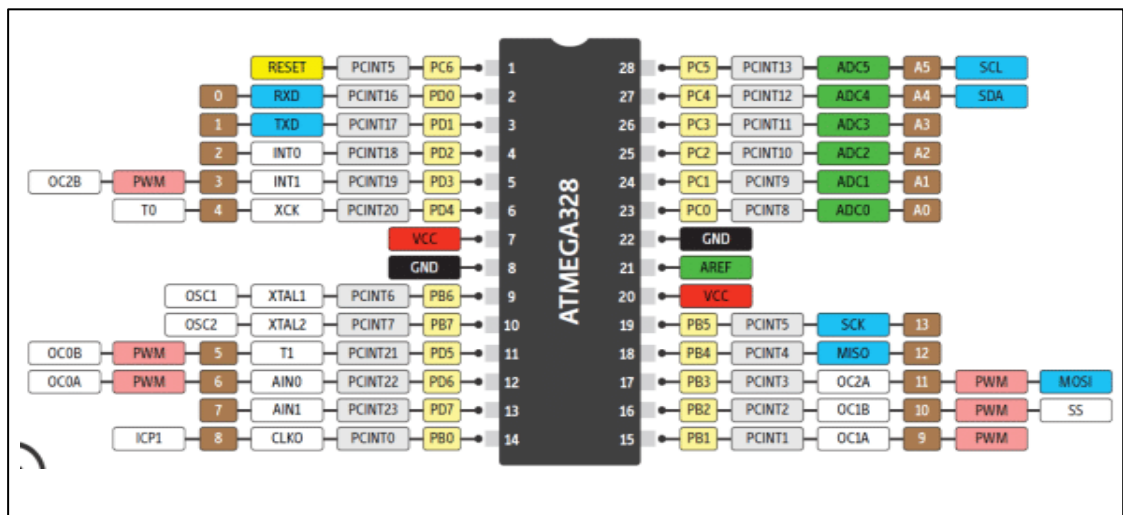 RESET PCINT5 PC6 1 28 PC5 PCINT13 ADC5 A5 SCL
0 RXD PCINT16 PD0 2 27 PC4 PCINT12 ADC4 A4 SDA
1 TXD PCINT17 PD1 3 26 PC3 PCINT11 ADC3 A3
2 INT0 PCINT18 PD2 4 25 PC2 PCINT10 ADC2 A2
OC2B PWM 3 INT1 PCINT19 PD3 5 24 PC1 PCINT9 ADC1 A1
T0 4 XCK PCINT20 PD4 6 23 PC0 PCINT8 ADC0 A0
VCC 7 22 GND
GND 8 21 AREF
OSC1 XTAL1 PCINT6 PB6 9 20 VCC
OSC2 XTAL2 PCINT7 PB7 10 19 PB5 PCINT5 SCK 13
OC0B PWM 5 T1 PCINT21 PD5 11 18 PB4 PCINT4 MISO 12
OC0A PWM 6 AIN0 PCINT22 PD6 12 17 PB3 PCINT3 OC2A 11 PWM MOSI
7 AIN1 PCINT23 PD7 13 16 PB2 PCINT2 OC1B 10 PWM SS
ICP1 8 CLKO PCINT0 PB0 14 15 PB1 PCINT1 OC1A 9 PWM
ATMEGA328